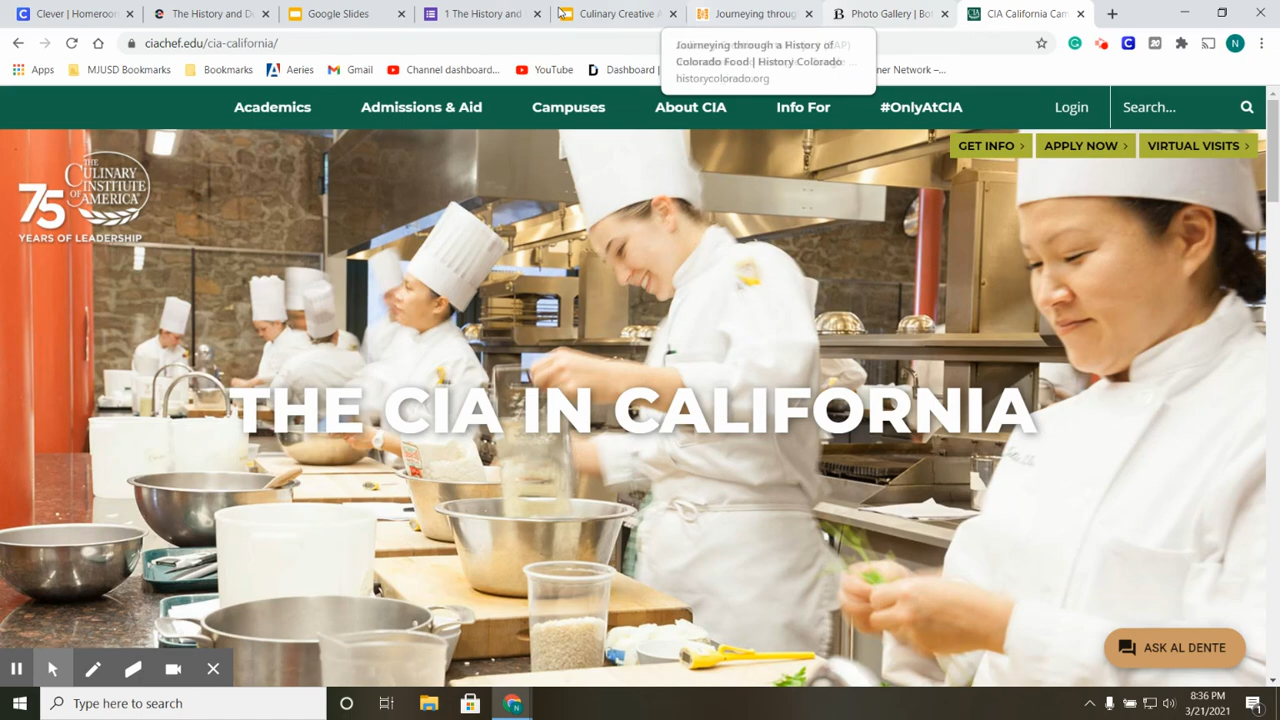 Clever | Homeroom
The History and De
Google Slides
1 The History and
Culinary Creative A
Journeying throug
Photo Gallery | Bot
CIA California Cam
ciachef.edu/cia-california/
Journeying through a History of
Colorado Food | History Colorado
historycolorado.org
Apps
MJUSD Bookmarks
Bookmarks
Aeries
Gmail
Channel dashboard...
YouTube
Dashboard |
ner Network –...
Academics
Admissions & Aid
Campuses
About CIA
Info For
#OnlyAtCIA
Login
Search...
GET INFO
APPLY NOW
VIRTUAL VISITS
75
THE
CULINARY
INSTITUTE
OF AMERICA
YEARS OF LEADERSHIP
THE CIA IN CALIFORNIA
ASK AL DENTE
Type here to search
8:36 PM
3/21/2021